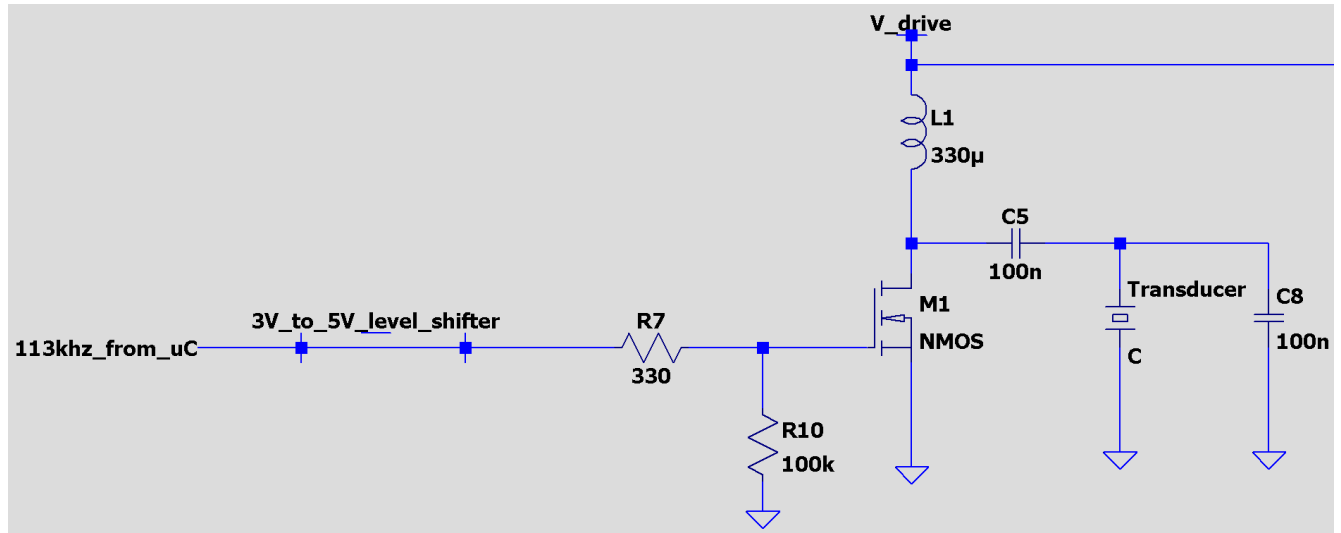 V_drive
L1
330µ
C5
100n
Transducer
C8
M1
3V_to_5V_level_shifter
R7
113khz_from_uC
NMOS
100n
C
330
R10
100k